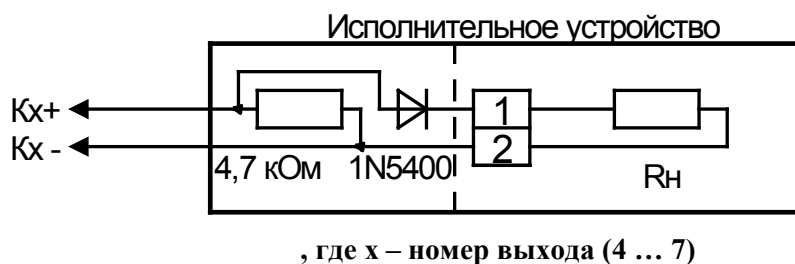 Исполнительное устройство
Кх+
1
Кх -
2
4,7 кОм 1N5400
Rн
, где х – номер выхода (4 … 7)